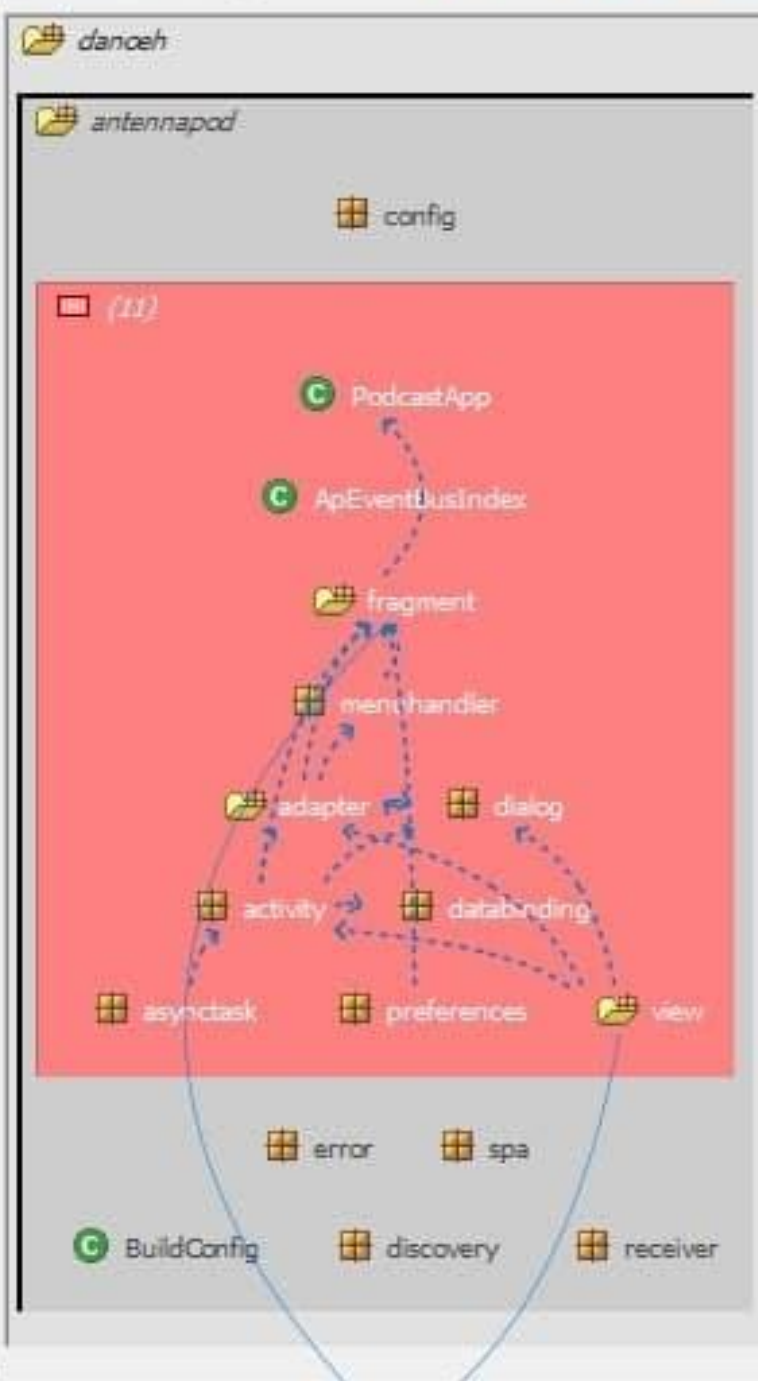 danoeh
antennapod
config
(11)
C PodcastApp
C ApEventBusIndex
fragment
menuhandler
adapter dialog
activity databinding
asynctask preferences view
error spa
C BuildConfig discovery receiver